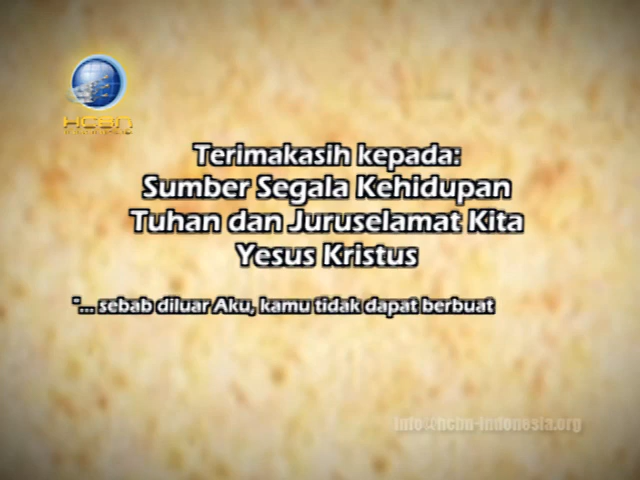 HCBN
Terimakasih kepada:
Sumber Segala Kehidupan
Tuhan dan Juruselamat Kita
Yesus Kristus
"... sebab diluar Aku, kamu tidak dapat berbuat
info@hcbn-indonesia.org